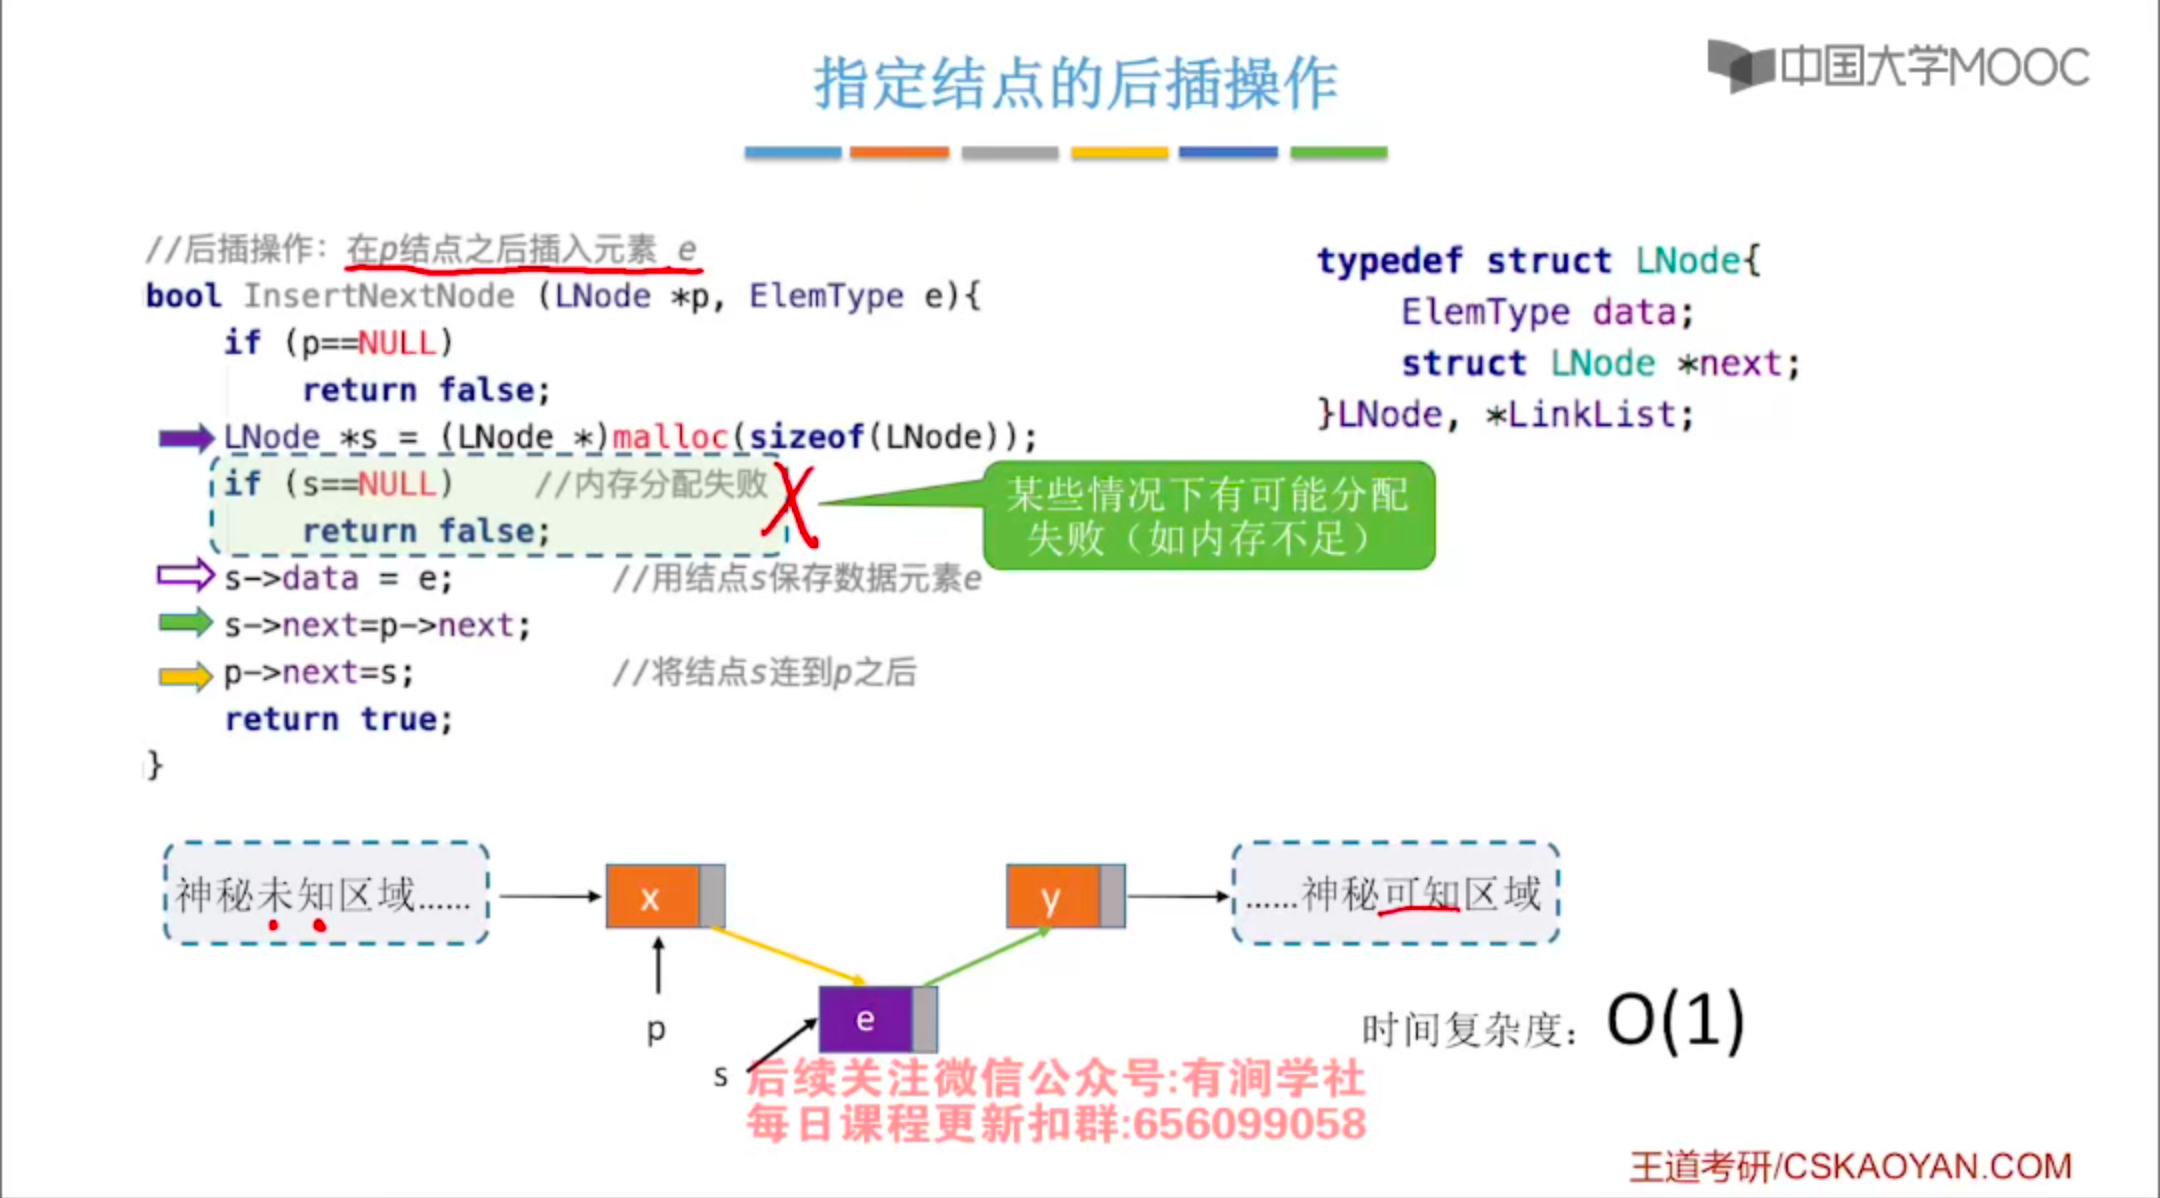 指定结点的后插操作
中国大学MOOC
//后插操作：在p结点之后插入元素 e
bool InsertNextNode (LNode *p, ElemType e){
    if (p==NULL)
        return false;
    LNode *s = (LNode *)malloc(sizeof(LNode));
    if (s==NULL)    //内存分配失败
        return false;
    s->data = e;        //用结点s保存数据元素e
    s->next=p->next;
    p->next=s;          //将结点s连到p之后
    return true;
}
typedef struct LNode{
    ElemType data;
    struct LNode *next;
}LNode, *LinkList;
某些情况下有可能分配
失败（如内存不足）
神秘未知区域……
x
y
……神秘可知区域
p
e
s
时间复杂度：O(1)
后续关注微信公众号:有涧学社
每日课程更新扣群:656099058
王道考研/CSKAOYAN.COM